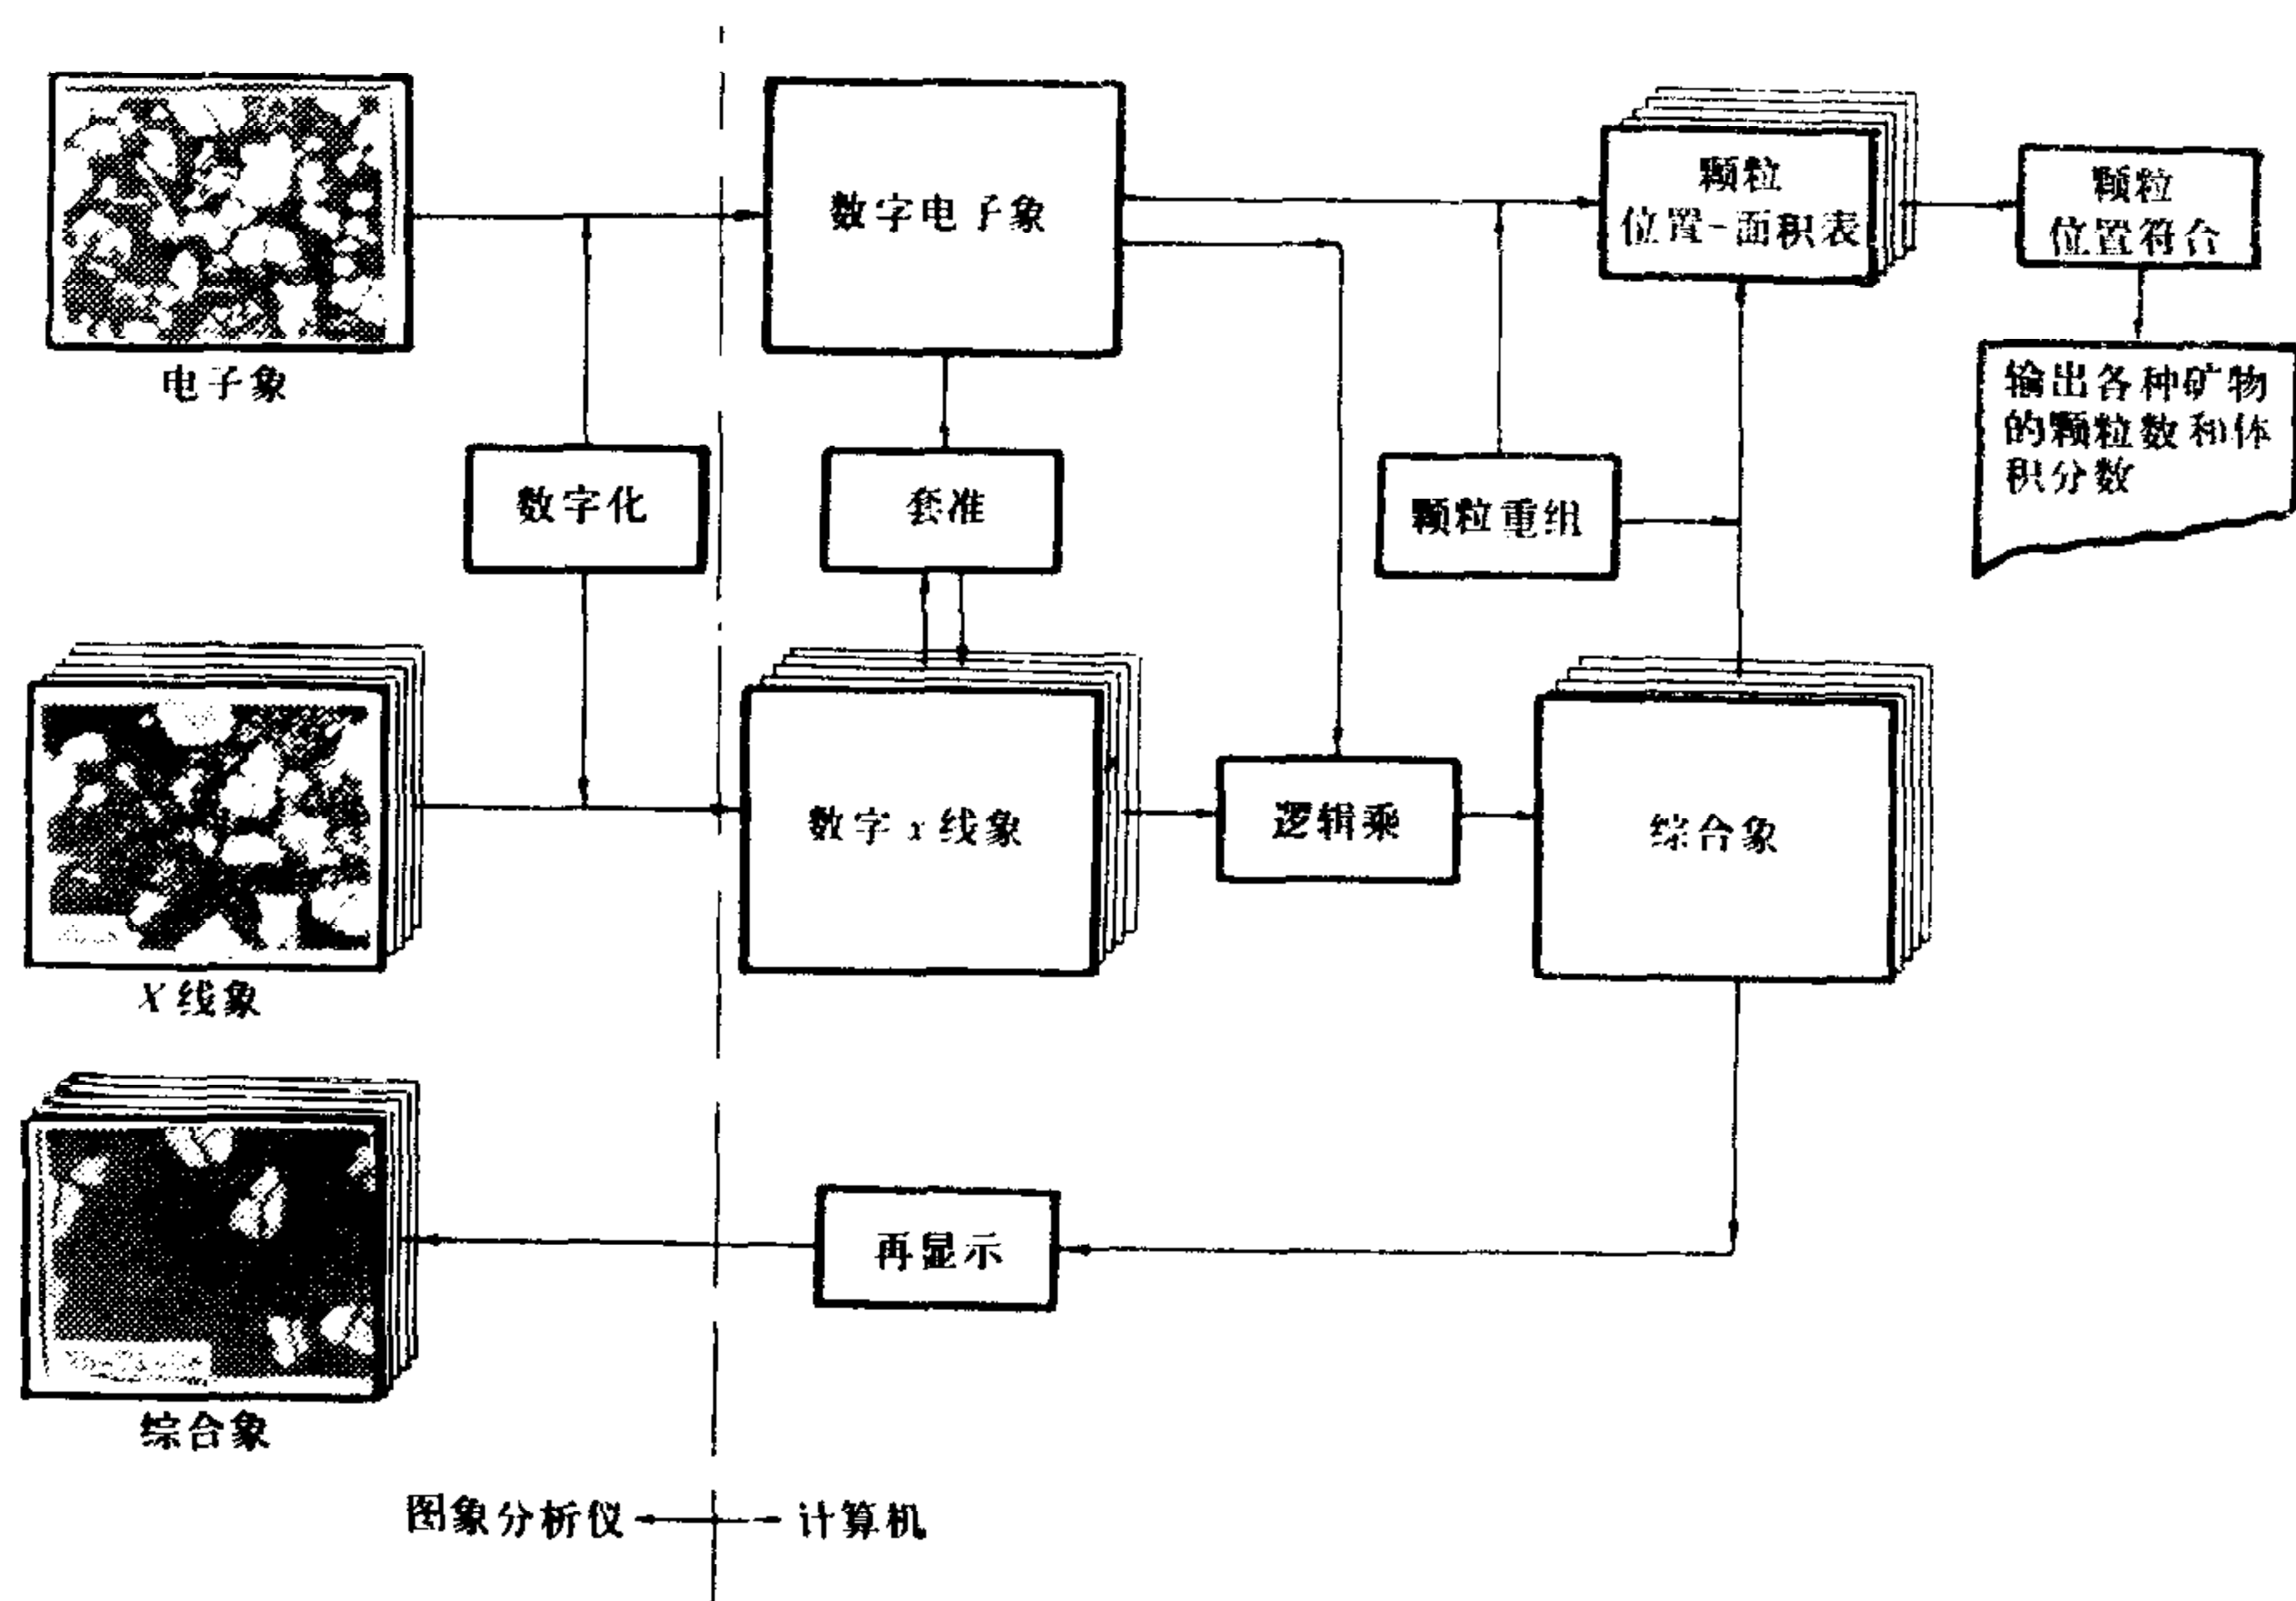 电子象
数字电子象
颗粒
位置-面积表
颗粒
位置符合
输出各种矿物
的颗粒数和体
积分数
数字化
套准
颗粒重组
X线象
数字x线象
逻辑乘
综合象
综合象
再显示
图象分析仪
计算机